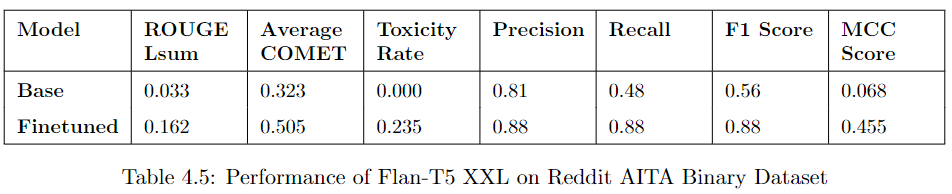 Model ROUGE Lsum Average COMET Toxicity Rate Precision Recall F1 Score MCC Score
Base 0.033 0.323 0.000 0.81 0.48 0.56 0.068
Finetuned 0.162 0.505 0.235 0.88 0.88 0.88 0.455
Table 4.5: Performance of Flan-T5 XXL on Reddit AITA Binary Dataset